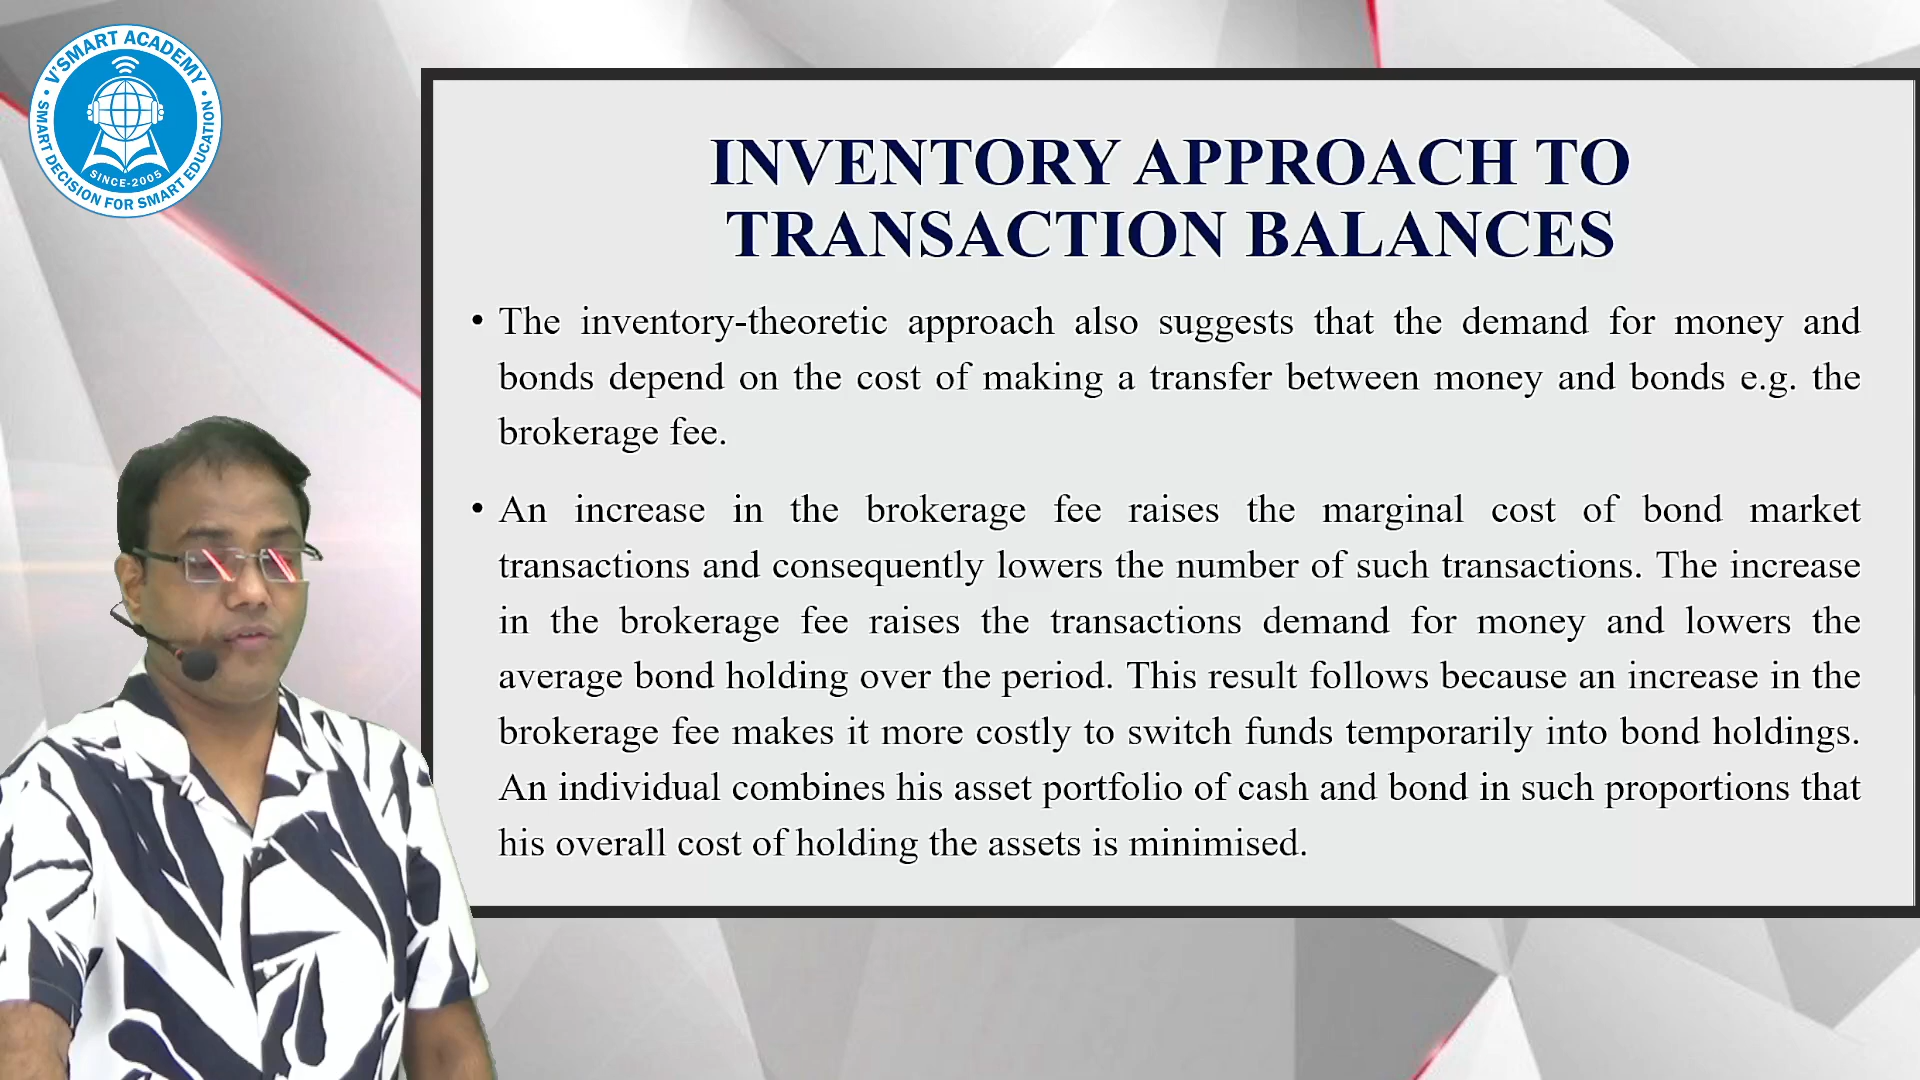 V'SMART ACADEMY
SINCE-2005
SMART DECISION FOR SMART EDUCATION
INVENTORY APPROACH TO
TRANSACTION BALANCES
• The inventory-theoretic approach also suggests that the demand for money and
bonds depend on the cost of making a transfer between money and bonds e.g. the
brokerage fee.
• An increase in the brokerage fee raises the marginal cost of bond market
transactions and consequently lowers the number of such transactions. The increase
in the brokerage fee raises the transactions demand for money and lowers the
average bond holding over the period. This result follows because an increase in the
brokerage fee makes it more costly to switch funds temporarily into bond holdings.
An individual combines his asset portfolio of cash and bond in such proportions that
his overall cost of holding the assets is minimised.